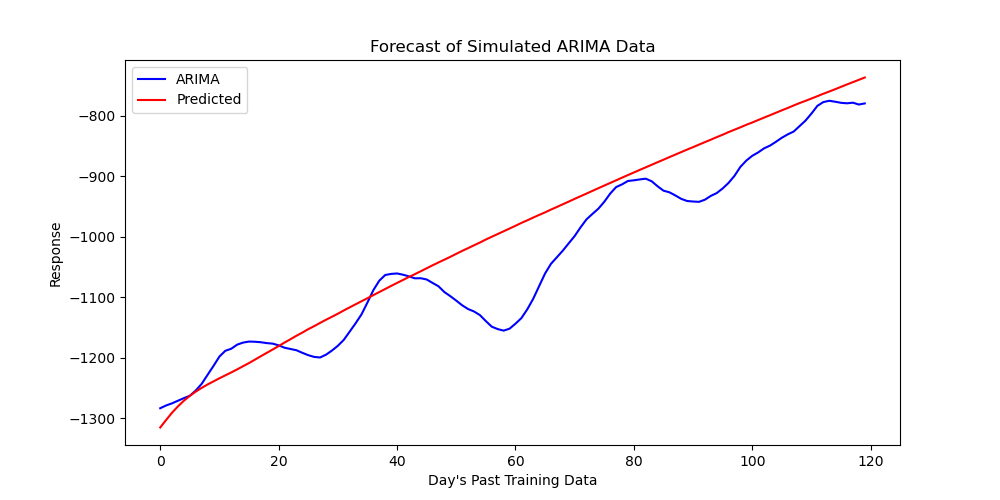 Forecast of Simulated ARIMA Data
ARIMA
Predicted
Response
−800
−900
−1000
−1100
−1200
−1300
0 20 40 60 80 100 120
Day's Past Training Data